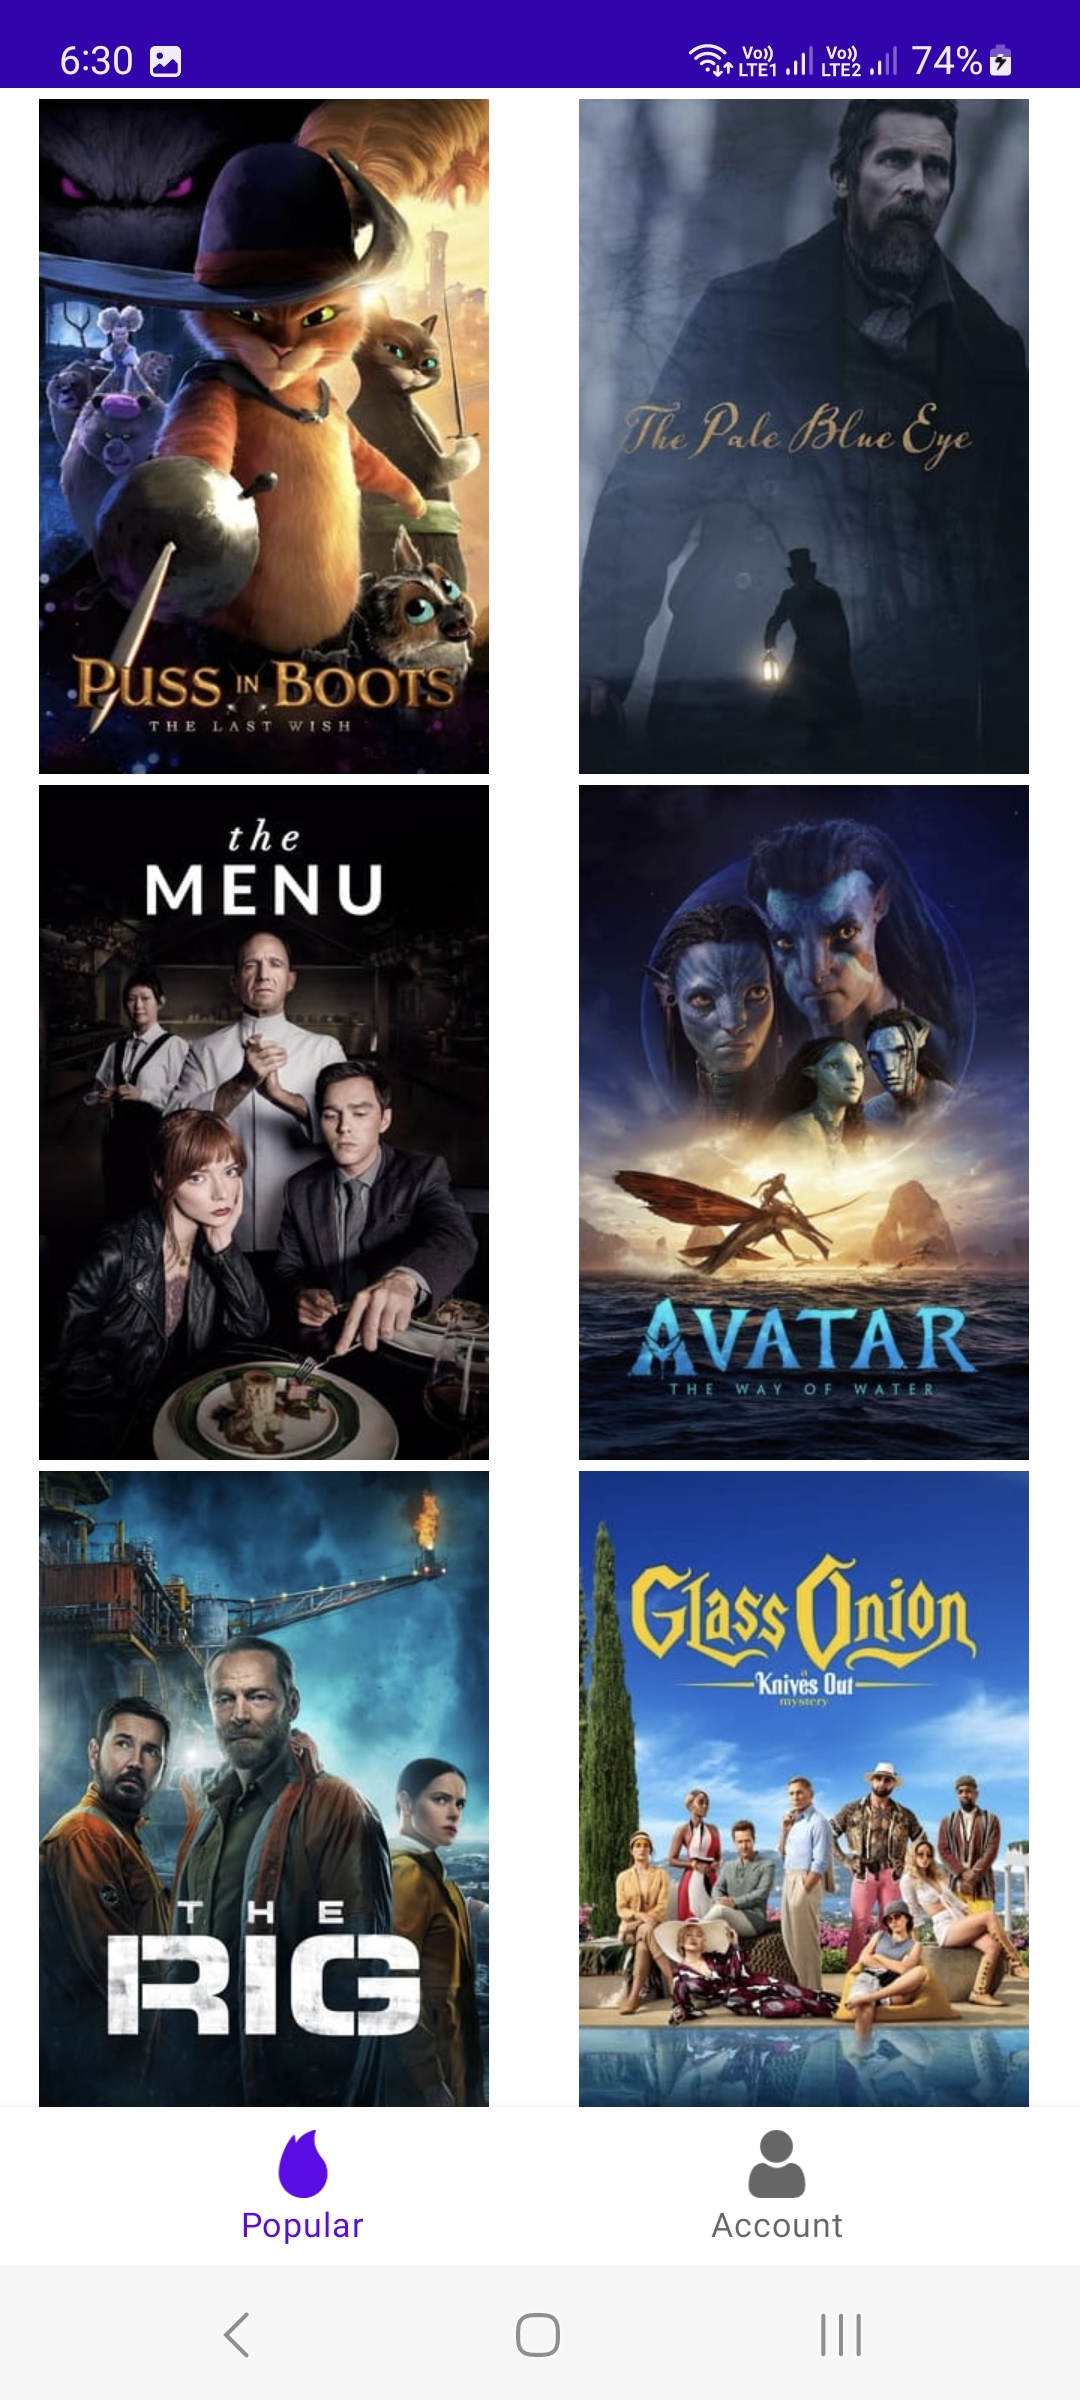 6:30
Vo)) LTE1 Vo)) LTE2 74%
PUSS IN BOOTS
THE LAST WISH
The Pale Blue Eye
the
MENU
AVATAR
THE WAY OF WATER
THE
RIG
Glass Onion
a
Knives Out
mystery
Popular
Account